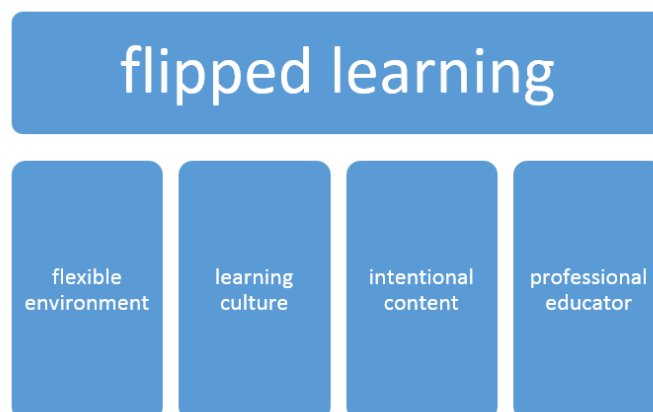 flipped learning
flexible
environment
learning
culture
intentional
content
professional
educator